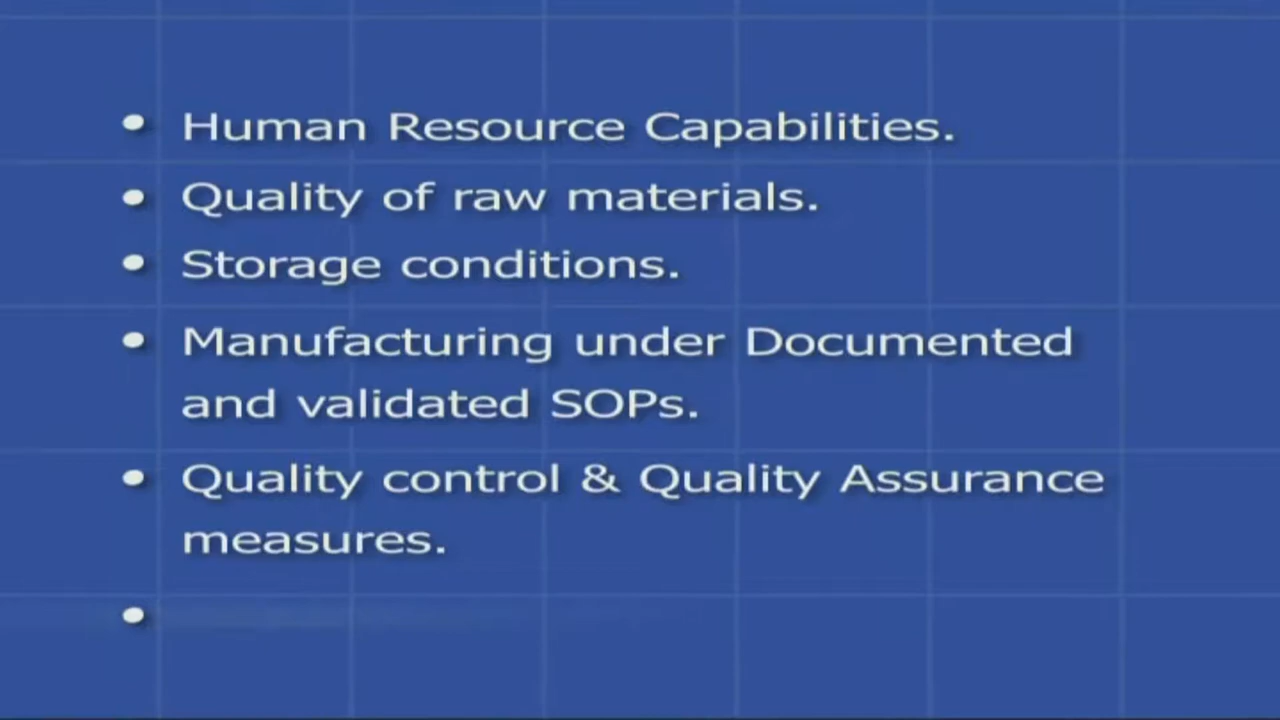 • Human Resource Capabilities.
• Quality of raw materials.
• Storage conditions.
• Manufacturing under Documented
and validated SOPs.
• Quality control & Quality Assurance
measures.
•